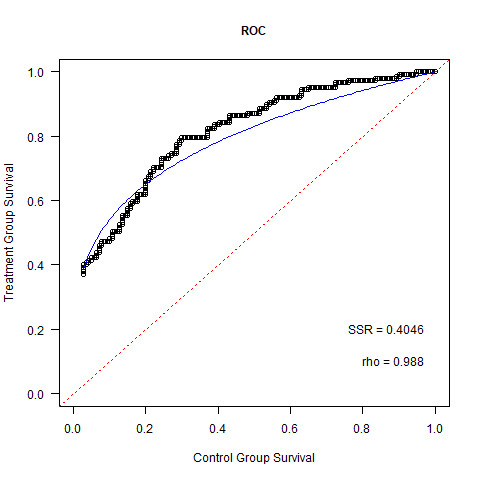 ROC
Treatment Group Survival
1.0
0.8
0.6
0.4
0.2
0.0
SSR = 0.4046
rho = 0.988
0.0 0.2 0.4 0.6 0.8 1.0
Control Group Survival